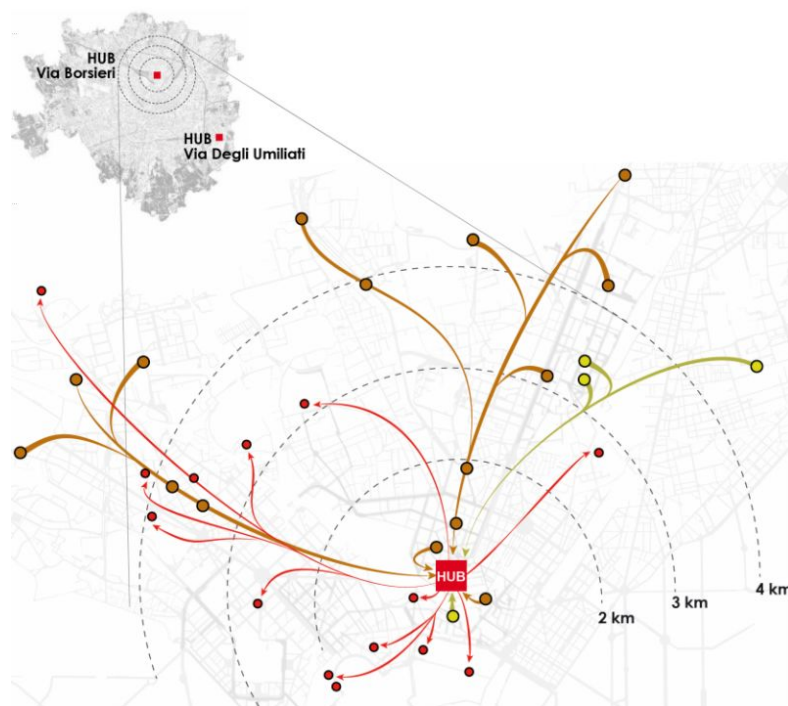 HUB
Via Borsieri
HUB
Via Degli Umiliati
HUB
2 km
3 km
4 km